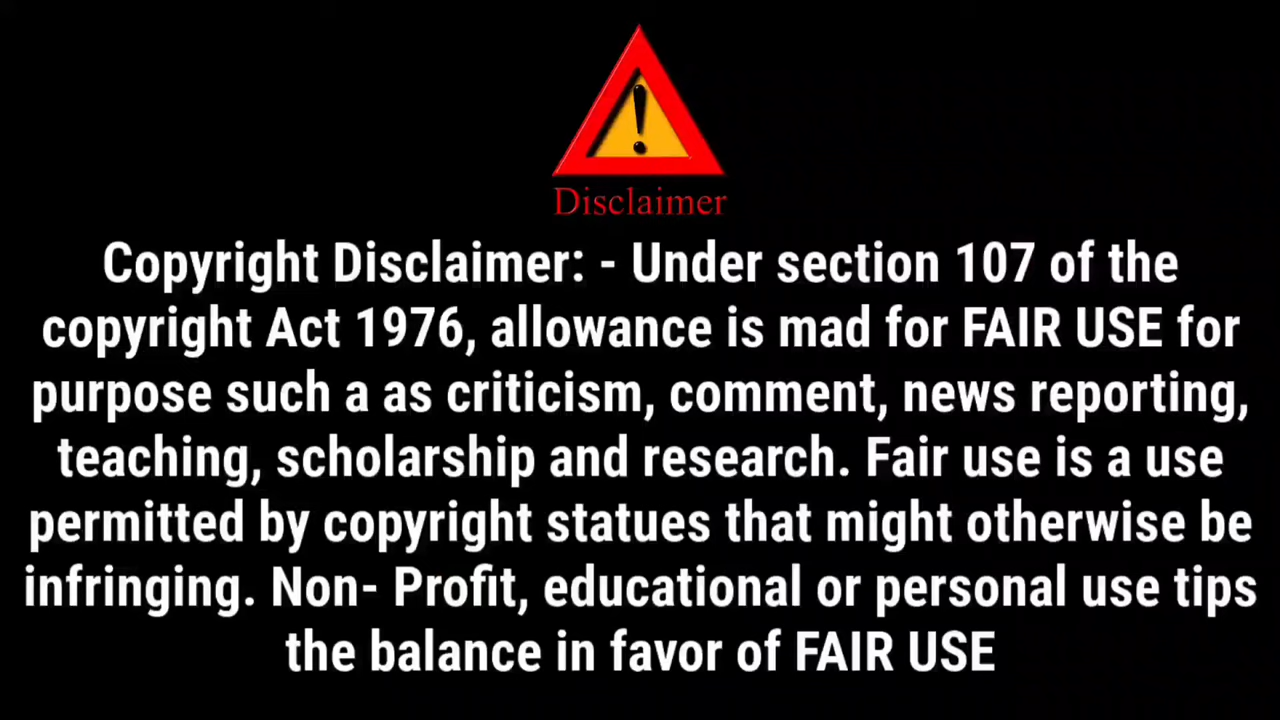 Disclaimer
Copyright Disclaimer: - Under section 107 of the
copyright Act 1976, allowance is mad for FAIR USE for
purpose such a as criticism, comment, news reporting,
teaching, scholarship and research. Fair use is a use
permitted by copyright statues that might otherwise be
infringing. Non- Profit, educational or personal use tips
the balance in favor of FAIR USE